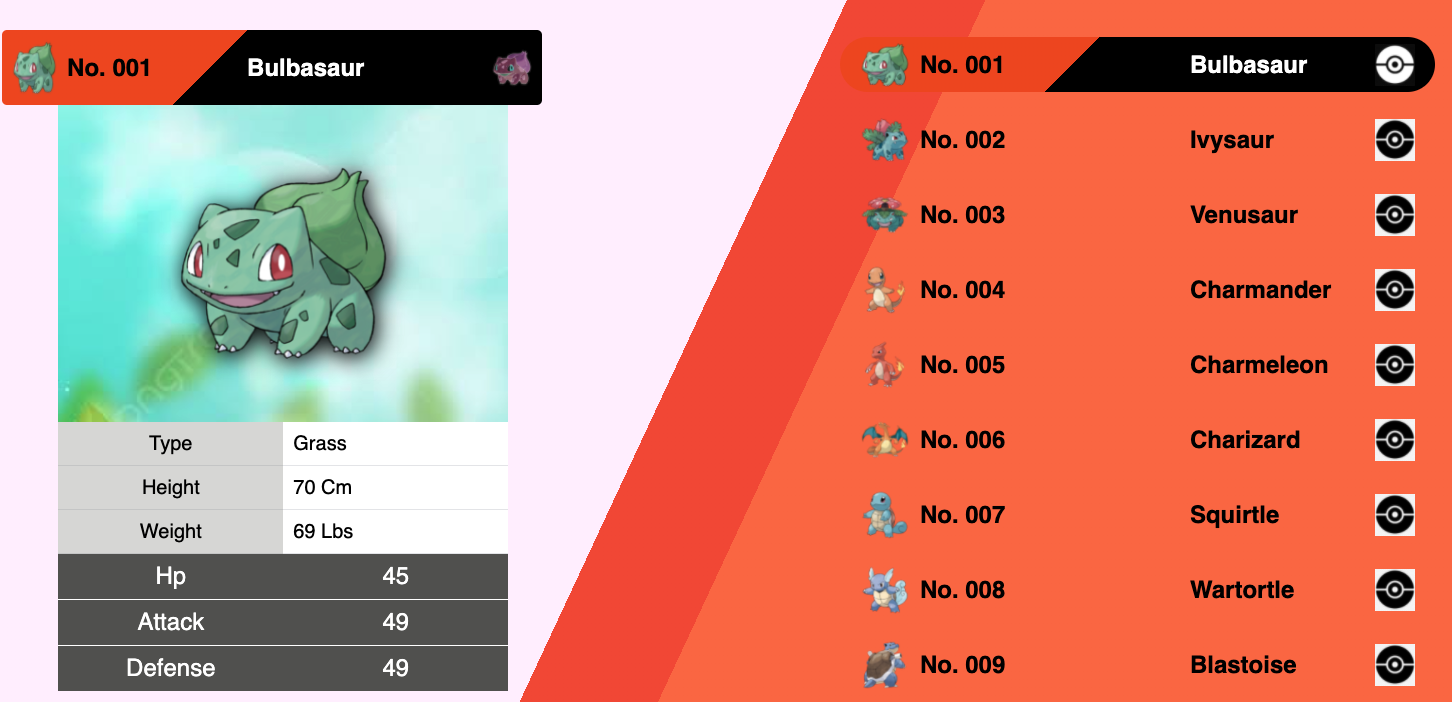 No. 001 Bulbasaur
Type Grass
Height 70 Cm
Weight 69 Lbs
Hp 45
Attack 49
Defense 49
No. 001 Bulbasaur
No. 002 Ivysaur
No. 003 Venusaur
No. 004 Charmander
No. 005 Charmeleon
No. 006 Charizard
No. 007 Squirtle
No. 008 Wartortle
No. 009 Blastoise